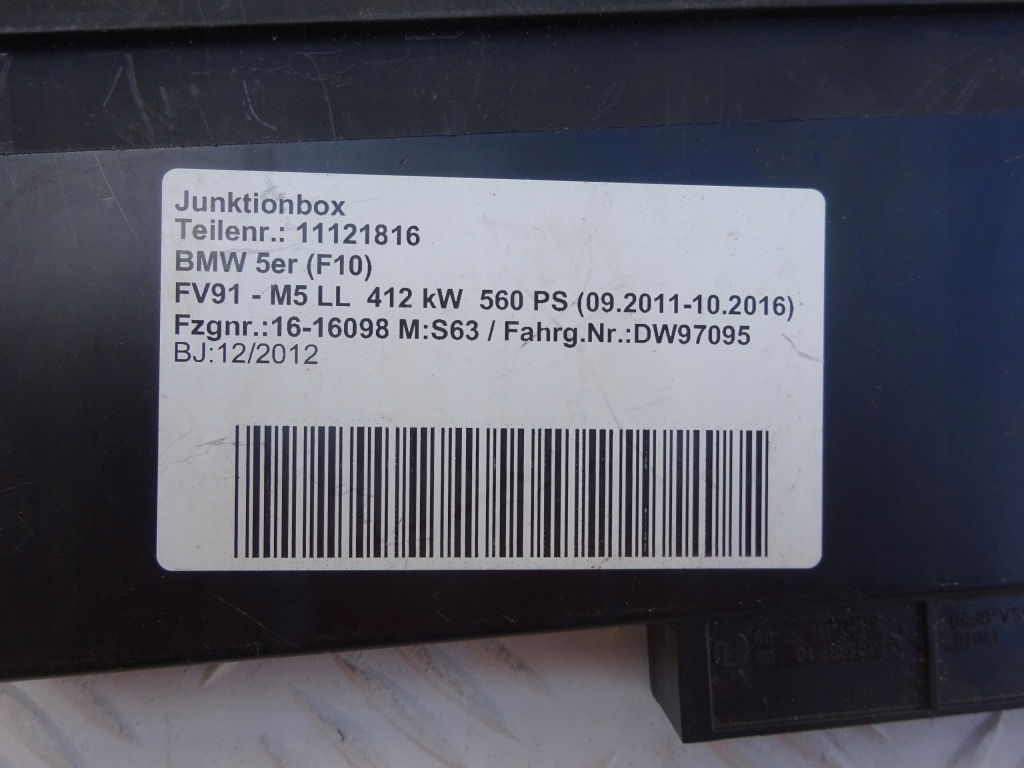 Junktionbox
Teilenr.: 11121816
BMW 5er (F10)
FV91 - M5 LL 412 kW 560 PS (09.2011-10.2016)
Fzgnr.:16-16098 M:S63 / Fahrg.Nr.:DW97095
BJ:12/2012